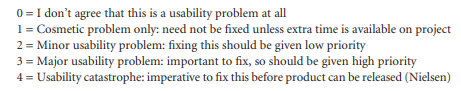 0 = I don't agree that this is a usability problem at all
1 = Cosmetic problem only: need not be fixed unless extra time is available on project
2 = Minor usability problem: fixing this should be given low priority
3 = Major usability problem: important to fix, so should be given high priority
4 = Usability catastrophe: imperative to fix this before product can be released (Nielsen)